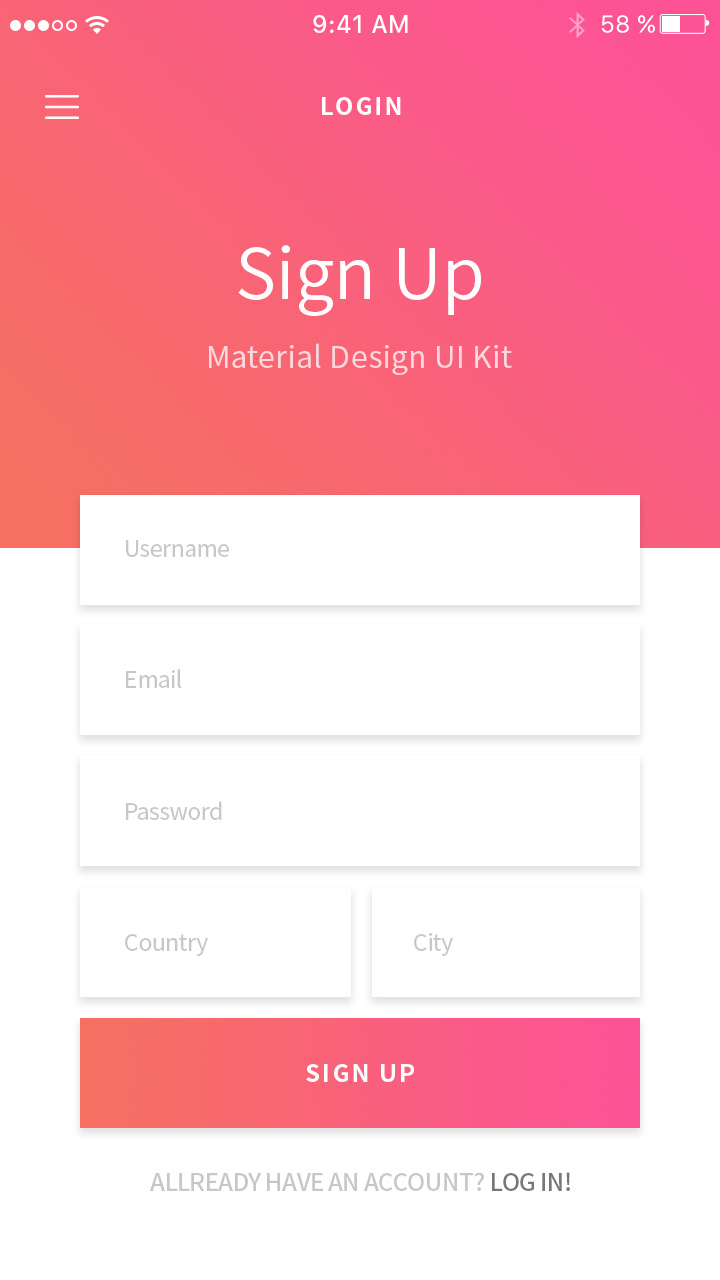 9:41 AM
58 %
LOGIN
Sign Up
Material Design UI Kit
Username
Email
Password
Country
City
SIGN UP
ALLREADY HAVE AN ACCOUNT? LOG IN!